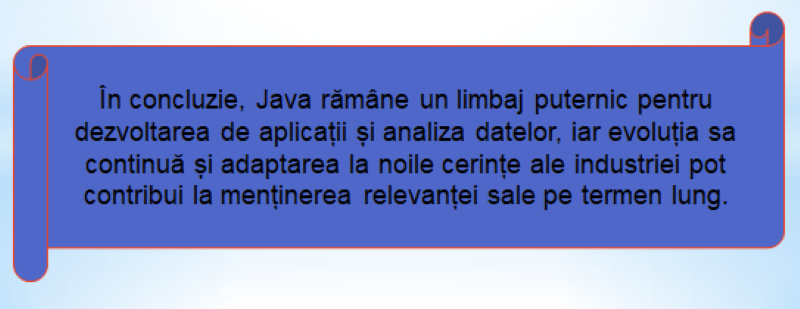 În concluzie, Java rămâne un limbaj puternic pentru
dezvoltarea de aplicații și analiza datelor, iar evoluția sa
continuă și adaptarea la noile cerințe ale industriei pot
contribui la menținerea relevanței sale pe termen lung.